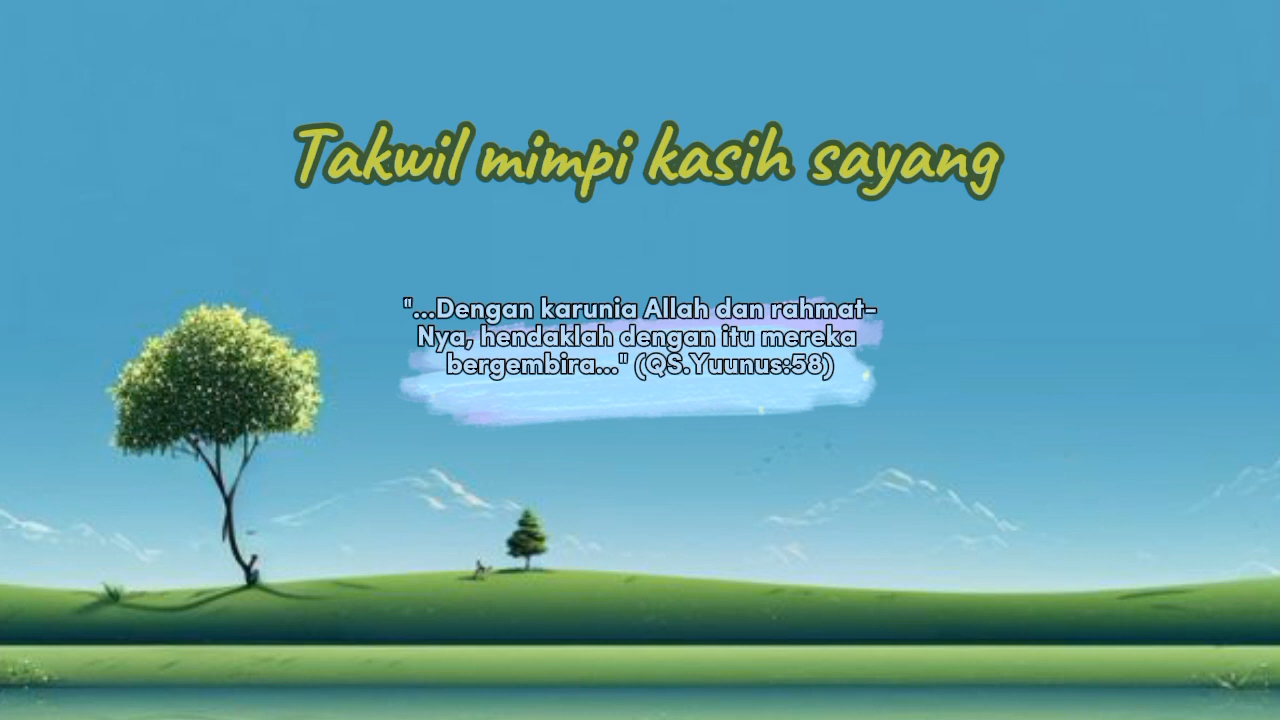 Takwil mimpi kasih sayang
"...Dengan karunia Allah dan rahmat-
Nya, hendaklah dengan itu mereka
bergembira..." (QS.Yuunus:58)